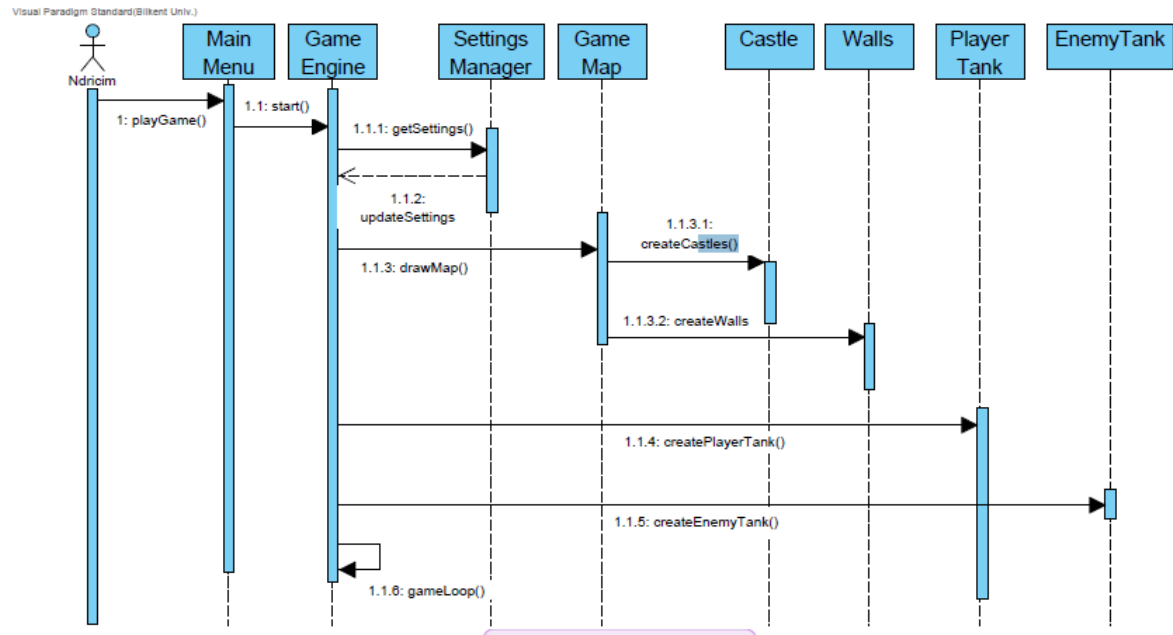 Visual Paradigm Standard(Bilkent Univ.)
Ndricim
Main
Menu
Game
Engine
Settings
Manager
Game
Map
Castle
Walls
Player
Tank
EnemyTank
1: playGame()
1.1: start()
1.1.1: getSettings()
1.1.2:
updateSettings
1.1.3: drawMap()
1.1.3.1:
createCastles()
1.1.3.2: createWalls
1.1.4: createPlayerTank()
1.1.5: createEnemyTank()
1.1.6: gameLoop()